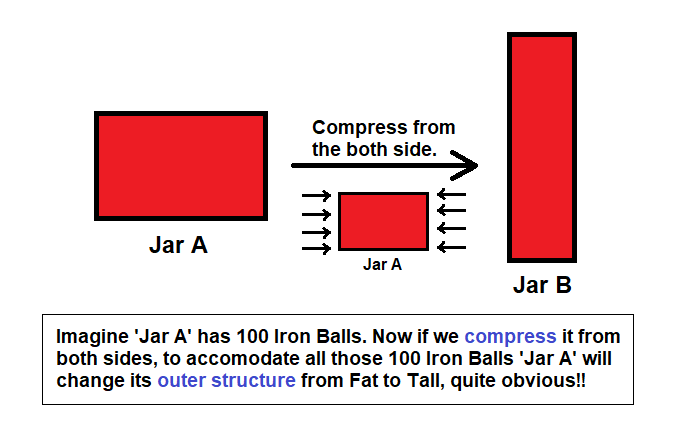 Compress from
the both side.
Jar A
Jar A
Jar B
Imagine 'Jar A' has 100 Iron Balls. Now if we compress it from
both sides, to accomodate all those 100 Iron Balls 'Jar A' will
change its outer structure from Fat to Tall, quite obvious!!